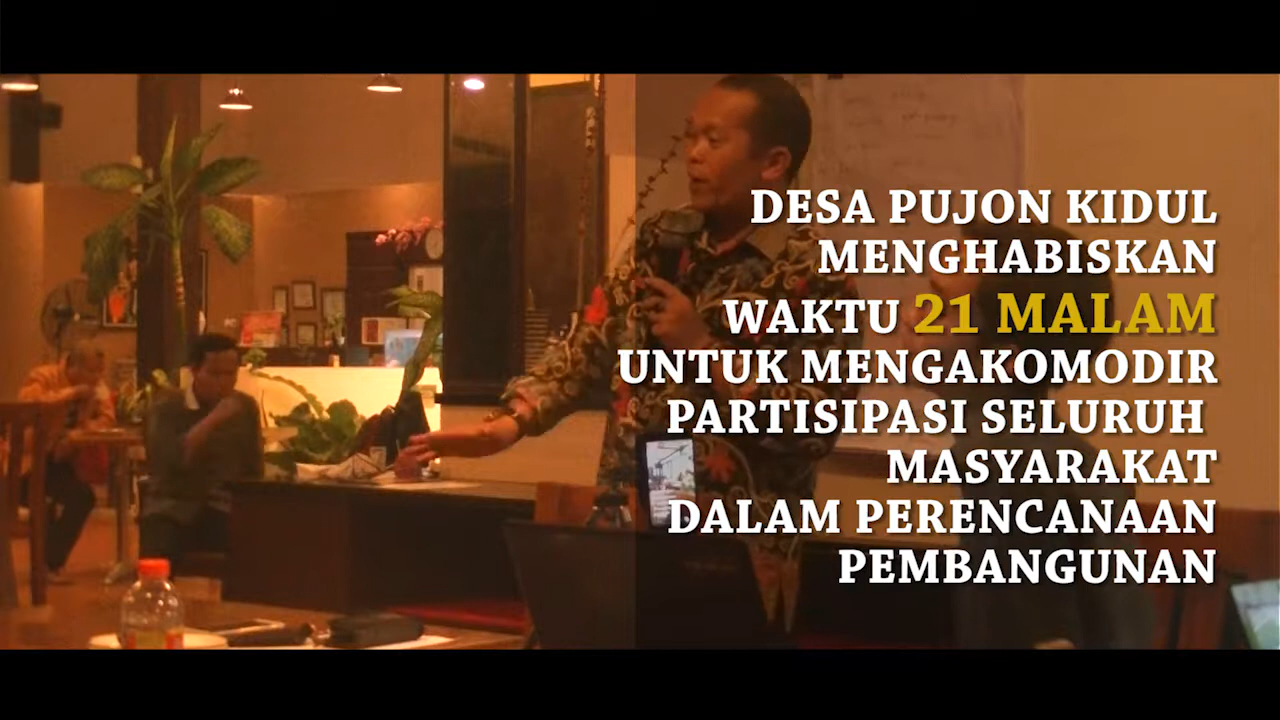 DESA PUJON KIDUL
MENGHABISKAN
WAKTU 21 MALAM
UNTUK MENGAKOMODIR
PARTISIPASI SELURUH
MASYARAKAT
DALAM PERENCANAAN
PEMBANGUNAN